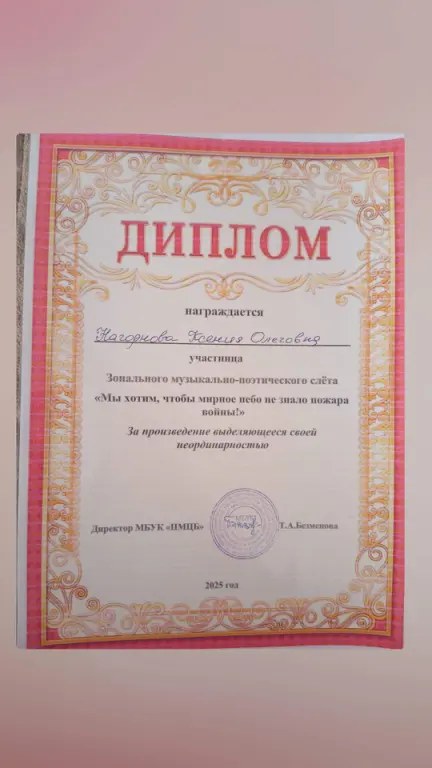 ДИПЛОМ
награждается
Нагорнова Ксения Олеговна
участница
Зонального музыкально-поэтического слёта
«Мы хотим, чтобы мирное небо не знало пожара
войны!»
За произведение выделяющееся своей
неординарностью
Директор МБУК «ЦМЦБ» Т.А.Безменова
2025 год